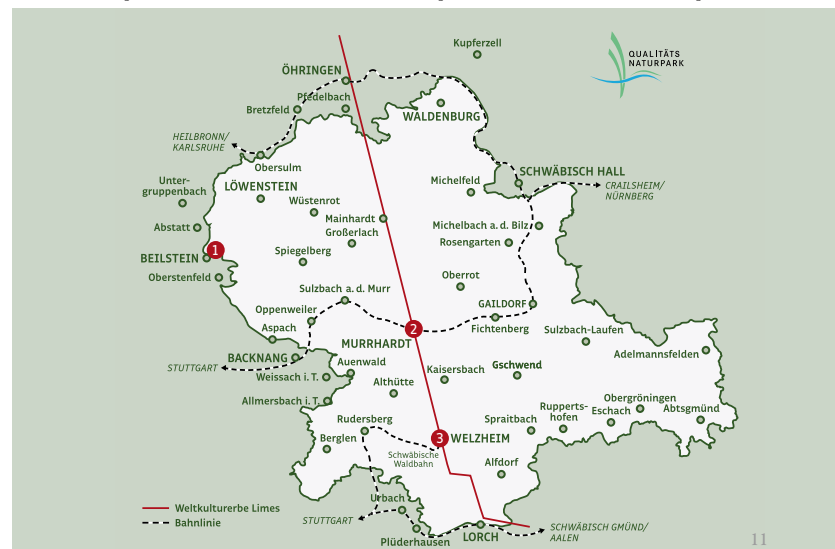 Kupferzell
QUALITÄTS
NATURPARK
ÖHRINGEN
Pfedelbach
Bretzfeld
WALDENBURG
HEILBRONN/
KARLSRUHE
Obersulm
SCHWÄBISCH HALL
CRAILSHEIM/
NÜRNBERG
Unter-
gruppenbach
LÖWENSTEIN
Michelfeld
Wüstenrot
Mainhardt
Abstatt
Michelbach a. d. Bilz
Großerlach
Rosengarten
1
BEILSTEIN
Spiegelberg
Oberstenfeld
Oberrot
Sulzbach a. d. Murr
Oppenweiler
GAILDORF
Aspach
2
Fichtenberg
Sulzbach-Laufen
MURRHARDT
Adelmannsfelden
BACKNANG
STUTTGART
Auenwald
Weissach i. T.
Kaisersbach
Gschwend
Althütte
Allmersbach i. T.
Rudersberg
Spraitbach
Rupperts-
hofen
Obergröningen
Eschach
Abtsgmünd
Berglen
3
WELZHEIM
Schwäbische
Waldbahn
Alfdorf
Urbach
Weltkulturerbe Limes
Bahnlinie
STUTTGART
Plüderhausen
LORCH
SCHWÄBISCH GMÜND/
AALEN
11